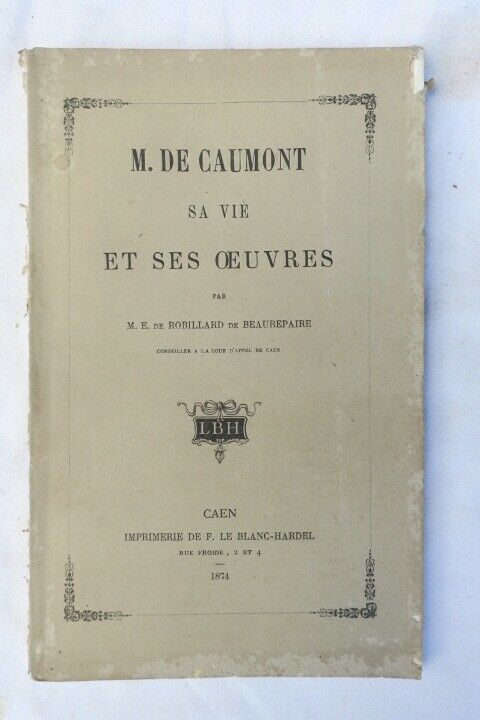 M. DE CAUMONT
SA VIE
ET SES ŒUVRES
PAR
M. E. DE ROBILLARD DE BEAUREPAIRE
CONSEILLER A LA COUR D'APPEL DE CAEN
LBH
CAEN
IMPRIMERIE DE F. LE BLANC-HARDEL
RUE FROIDE, 2 ET 4
1874